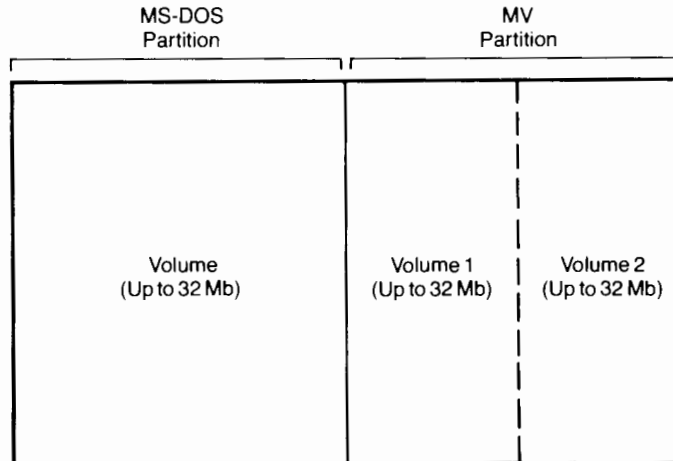 MS-DOS
Partition
MV
Partition
Volume
(Up to 32 Mb)
Volume 1
(Up to 32 Mb)
Volume 2
(Up to 32 Mb)